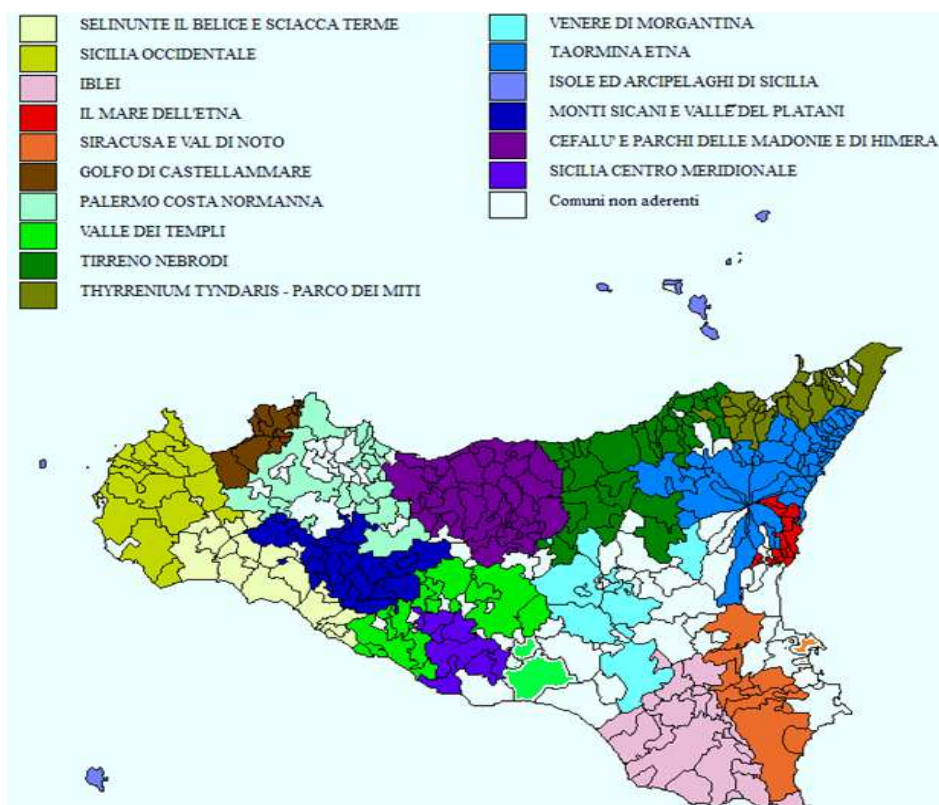 SELINUNTE IL BELICE E SCIACCA TERME
SICILIA OCCIDENTALE
IBLEI
IL MARE DELL'ETNA
SIRACUSA E VAL DI NOTO
GOLFO DI CASTELLAMMARE
PALERMO COSTA NORMANNA
VALLE DEI TEMPLI
TIRRENO NEBRODI
THYRRENIUM TYNDARIS - PARCO DEI MITI
VENERE DI MORGANTINA
TAORMINA ETNA
ISOLE ED ARCIPELAGHI DI SICILIA
MONTI SICANI E VALLE DEL PLATANI
CEFALU' E PARCHI DELLE MADONIE E DI HIMERA
SICILIA CENTRO MERIDIONALE
Comuni non aderenti